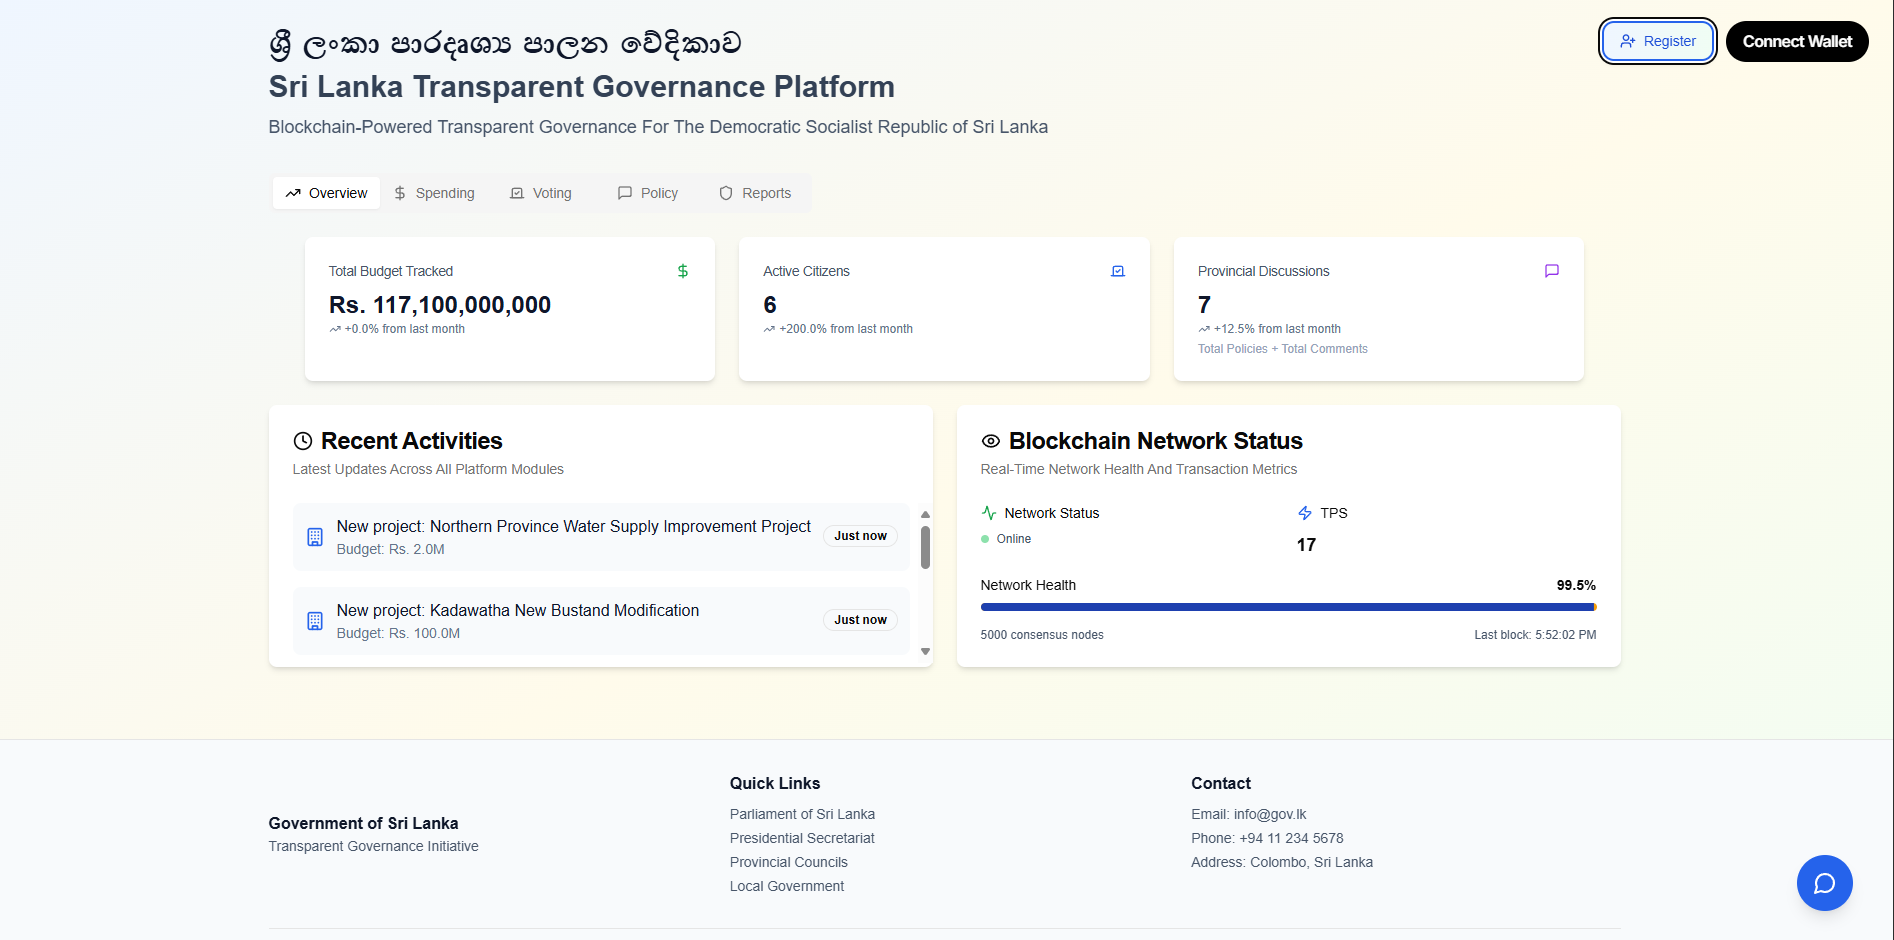 ශ්‍රී ලංකා පාරදෘශ්‍ය පාලන වේදිකාව
Sri Lanka Transparent Governance Platform
Blockchain-Powered Transparent Governance For The Democratic Socialist Republic of Sri Lanka
Register
Connect Wallet
Overview
Spending
Voting
Policy
Reports
Total Budget Tracked
Rs. 117,100,000,000
+0.0% from last month
Active Citizens
6
+200.0% from last month
Provincial Discussions
7
+12.5% from last month
Total Policies + Total Comments
Recent Activities
Latest Updates Across All Platform Modules
New project: Northern Province Water Supply Improvement Project
Budget: Rs. 2.0M
Just now
New project: Kadawatha New Bustand Modification
Budget: Rs. 100.0M
Just now
Blockchain Network Status
Real-Time Network Health And Transaction Metrics
Network Status
Online
TPS
17
Network Health
99.5%
5000 consensus nodes
Last block: 5:52:02 PM
Government of Sri Lanka
Transparent Governance Initiative
Quick Links
Parliament of Sri Lanka
Presidential Secretariat
Provincial Councils
Local Government
Contact
Email: info@gov.lk
Phone: +94 11 234 5678
Address: Colombo, Sri Lanka